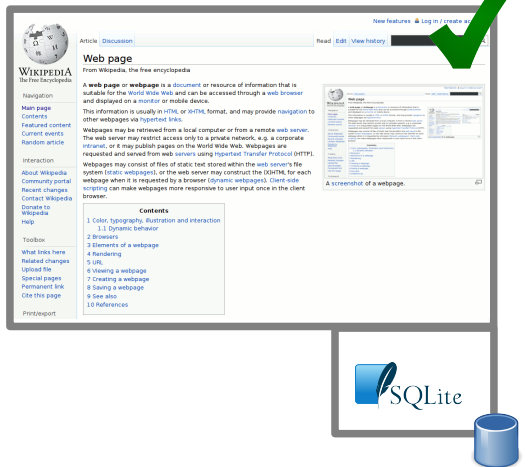 New features Log in / create
Article Discussion Read Edit View history
WIKIPEDIA
The Free Encyclopedia
Navigation
Main page
Contents
Featured content
Current events
Random article
Interaction
About Wikipedia
Community portal
Recent changes
Contact Wikipedia
Donate to
Wikipedia
Help
Toolbox
What links here
Related changes
Upload file
Special pages
Permanent link
Cite this page
Print/export
Web page
From Wikipedia, the free encyclopedia
A web page or webpage is a document or resource of information that is
suitable for the World Wide Web and can be accessed through a web browser
and displayed on a monitor or mobile device.
This information is usually in HTML or XHTML format, and may provide navigation to
other webpages via hypertext links.
Webpages may be retrieved from a local computer or from a remote web server.
The web server may restrict access only to a private network, e.g. a corporate
intranet, or it may publish pages on the World Wide Web. Webpages are
requested and served from web servers using Hypertext Transfer Protocol (HTTP).
Webpages may consist of files of static text stored within the web server's file
system (static webpages), or the web server may construct the (X)HTML for each
webpage when it is requested by a browser (dynamic webpages). Client-side
scripting can make webpages more responsive to user input once in the client
browser.
Contents
1 Color, typography, illustration and interaction
1.1 Dynamic behavior
2 Browsers
3 Elements of a webpage
4 Rendering
5 URL
6 Viewing a webpage
7 Creating a webpage
8 Saving a webpage
9 See also
10 References
A screenshot of a webpage.
SQLite